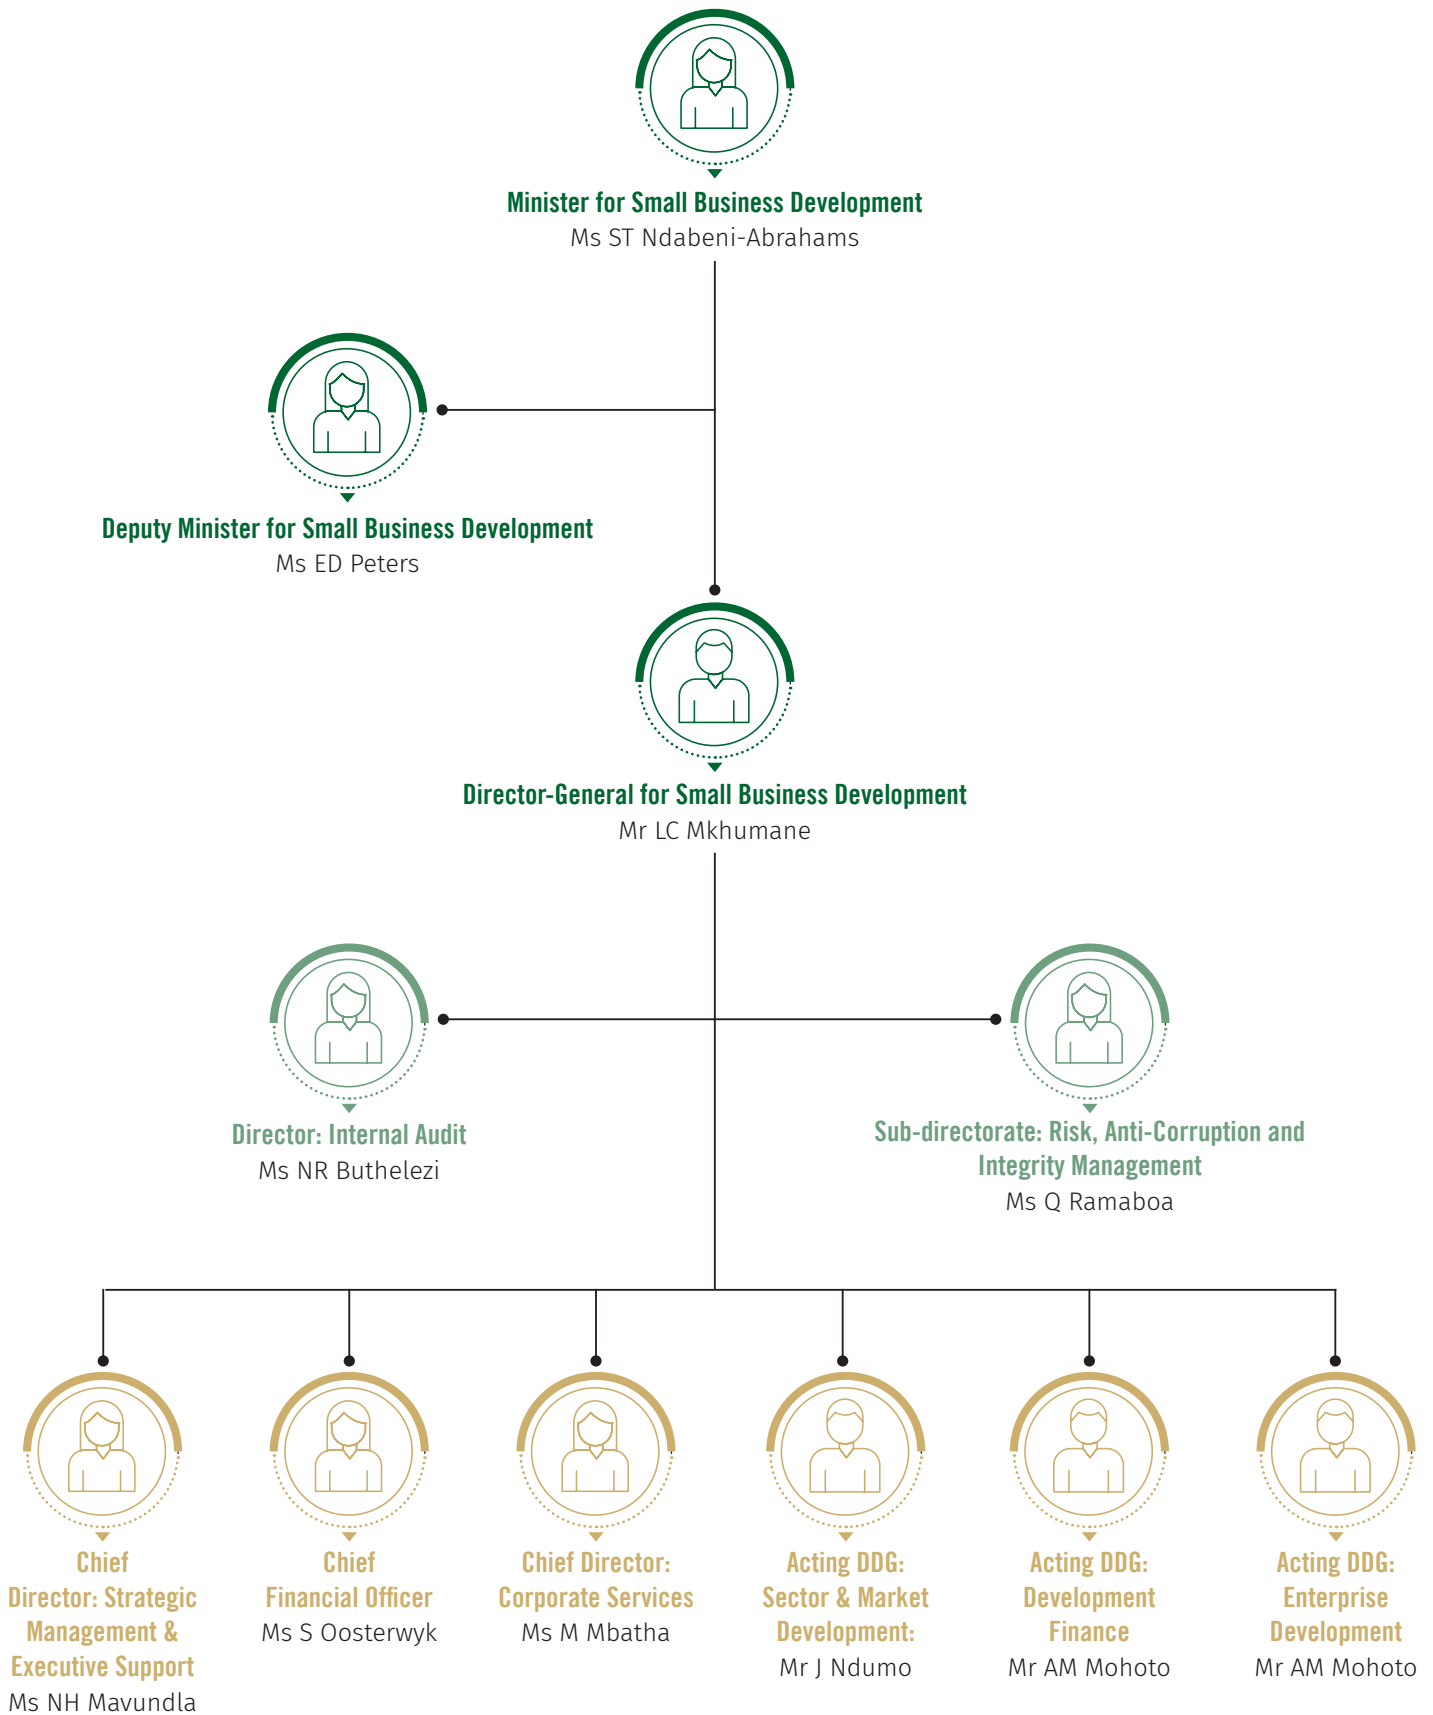 Minister for Small Business Development
Ms ST Ndabeni-Abrahams
Deputy Minister for Small Business Development
Ms ED Peters
Director-General for Small Business Development
Mr LC Mkhumane
Director: Internal Audit
Ms NR Buthelezi
Sub-directorate: Risk, Anti-Corruption and
Integrity Management
Ms Q Ramaboa
Chief
Director: Strategic
Management &
Executive Support
Ms NH Mavundla
Chief
Financial Officer
Ms S Oosterwyk
Chief Director:
Corporate Services
Ms M Mbatha
Acting DDG:
Sector & Market
Development:
Mr J Ndumo
Acting DDG:
Development
Finance
Mr AM Mohoto
Acting DDG:
Enterprise
Development
Mr AM Mohoto